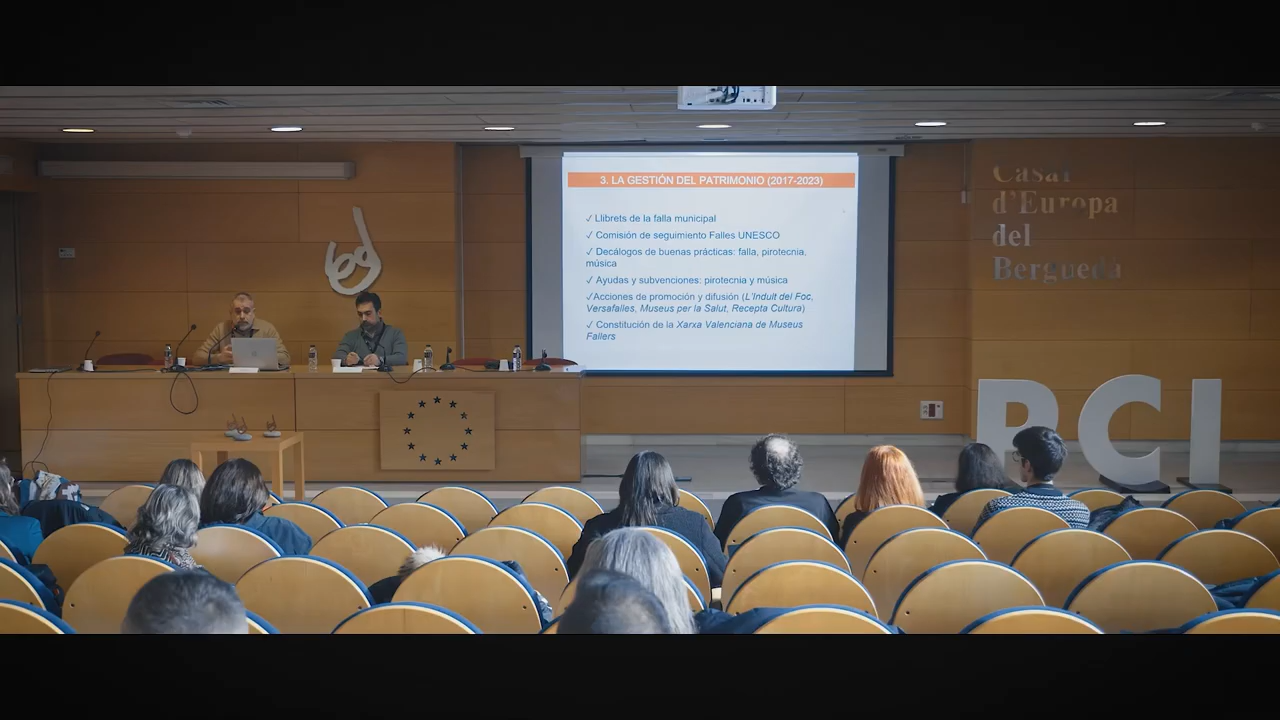 3. LA GESTIÓN DEL PATRIMONIO (2017-2023)
✓ Llibrets de la falla municipal
✓ Comisión de seguimiento Falles UNESCO
✓ Decálogos de buenas prácticas: falla, pirotecnia,
música
✓ Ayudas y subvenciones: pirotecnia y música
✓Acciones de promoción y difusión (L'Indult del Foc,
Versafalles, Museus per la Salut, Recepta Cultura)
✓ Constitución de la Xarxa Valenciana de Museus
Fallers
Casal
d'Europa
del
Berguedà
bd
PCI